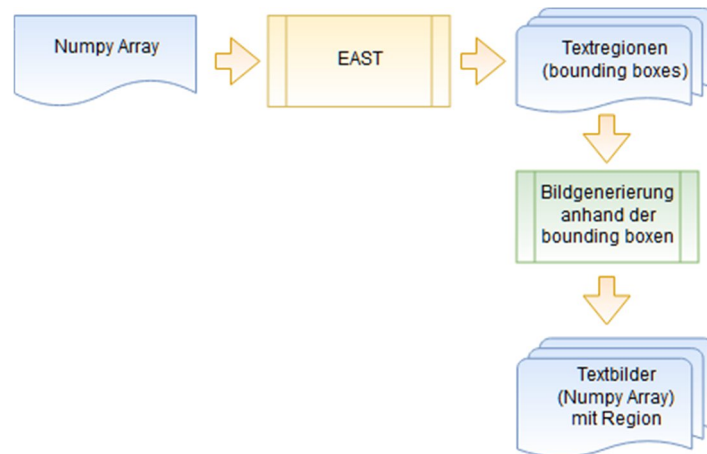 Numpy Array
EAST
Textregionen
(bounding boxes)
Bildgenerierung
anhand der
bounding boxen
Textbilder
(Numpy Array)
mit Region